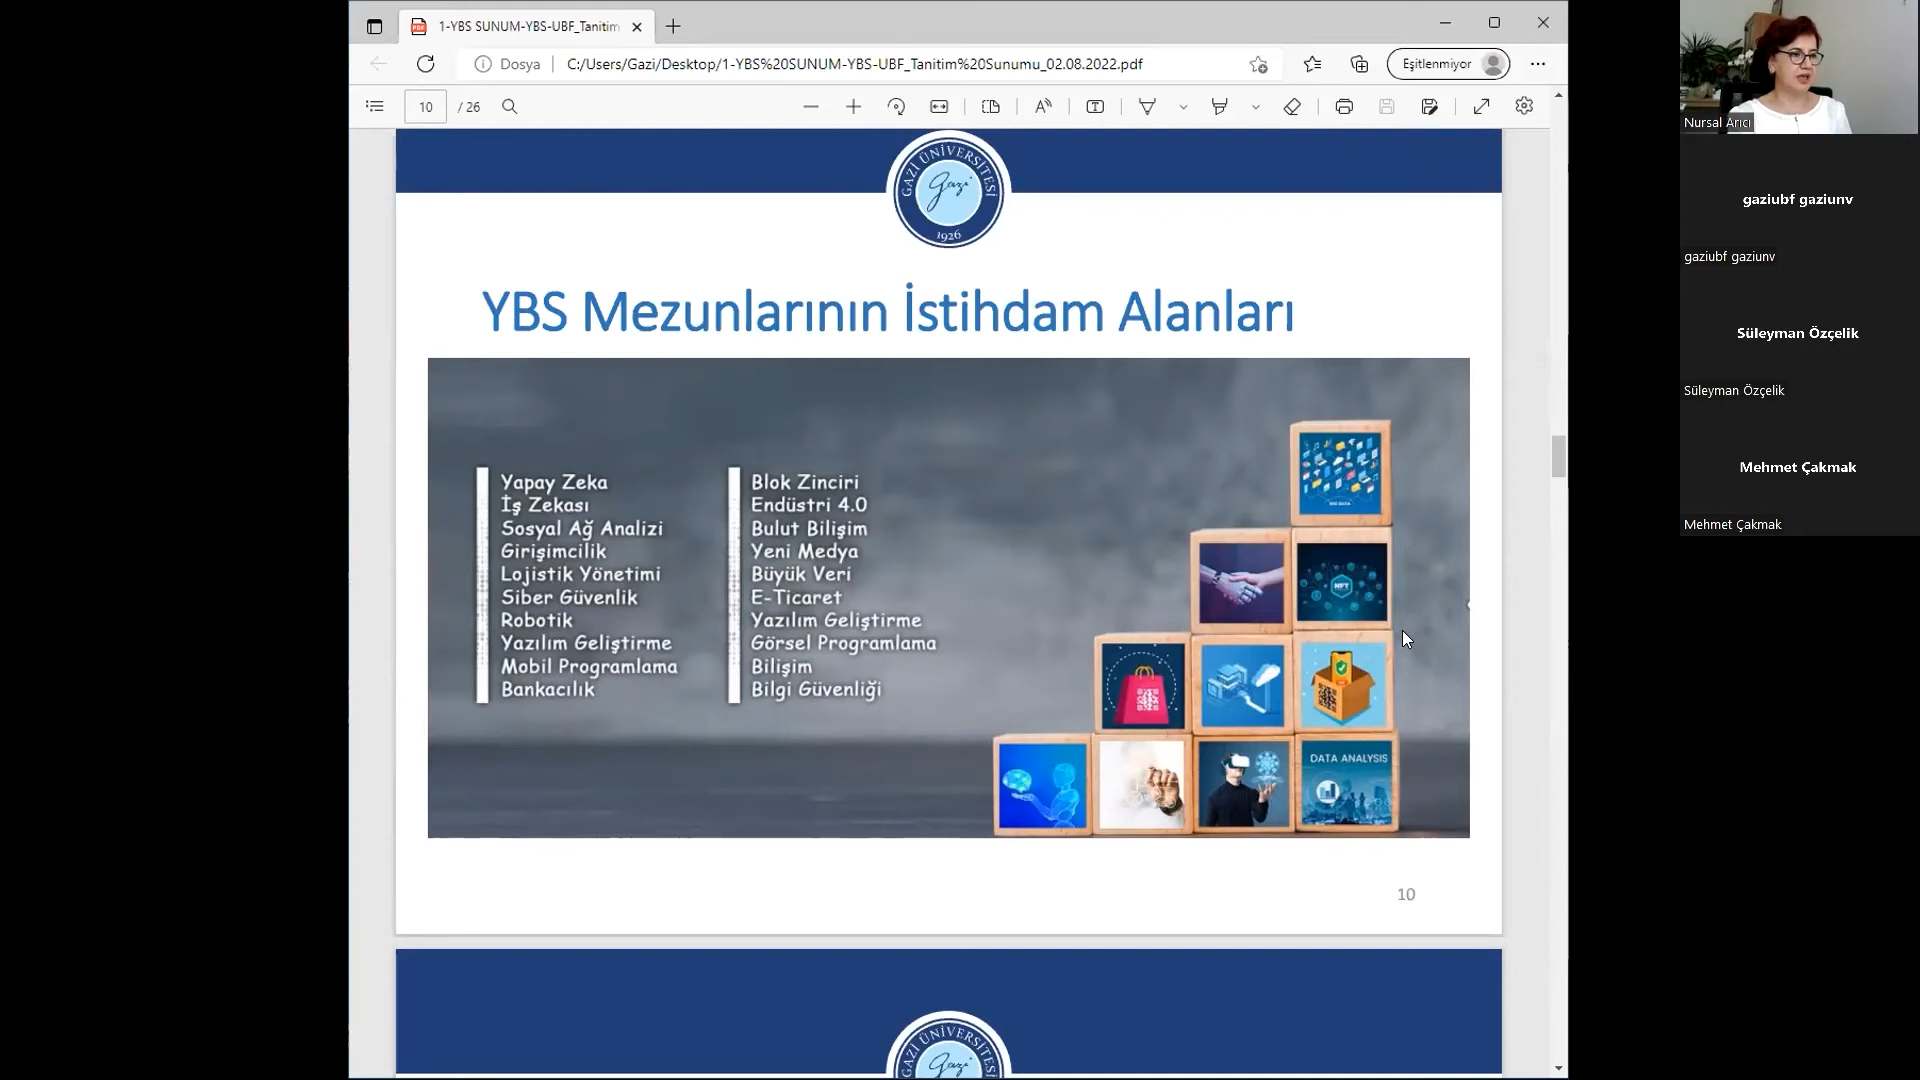 1-YBS SUNUM-YBS-UBF_Tanitim
Dosya
C:/Users/Gazi/Desktop/1-YBS%20SUNUM-YBS-UBF_Tanitim%20Sunumu_02.08.2022.pdf
Eşitlenmiyor
10 / 26
GAZİ ÜNİVERSİTESİ
gazi
1926
YBS Mezunlarının İstihdam Alanları
Yapay Zeka
İş Zekası
Sosyal Ağ Analizi
Girişimcilik
Lojistik Yönetimi
Siber Güvenlik
Robotik
Yazılım Geliştirme
Mobil Programlama
Bankacılık
Blok Zinciri
Endüstri 4.0
Bulut Bilişim
Yeni Medya
Büyük Veri
E-Ticaret
Yazılım Geliştirme
Görsel Programlama
Bilişim
Bilgi Güvenliği
BIG DATA
NFT
DATA ANALYSIS
10
GAZİ ÜNİVERSİTESİ
gazi
Nursal Arıcı
gaziubf gaziunv
gaziubf gaziunv
Süleyman Özçelik
Süleyman Özçelik
Mehmet Çakmak
Mehmet Çakmak